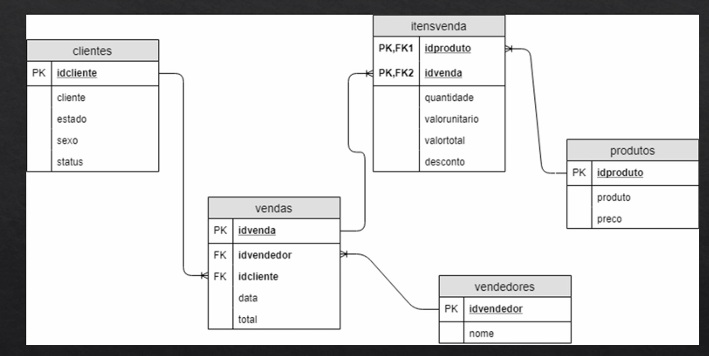 clientes
PK idcliente
cliente
estado
sexo
status
itensvenda
PK,FK1 idproduto
PK,FK2 idvenda
quantidade
valorunitario
valortotal
desconto
produtos
PK idproduto
produto
preco
vendas
PK idvenda
FK idvendedor
FK idcliente
data
total
vendedores
PK idvendedor
nome